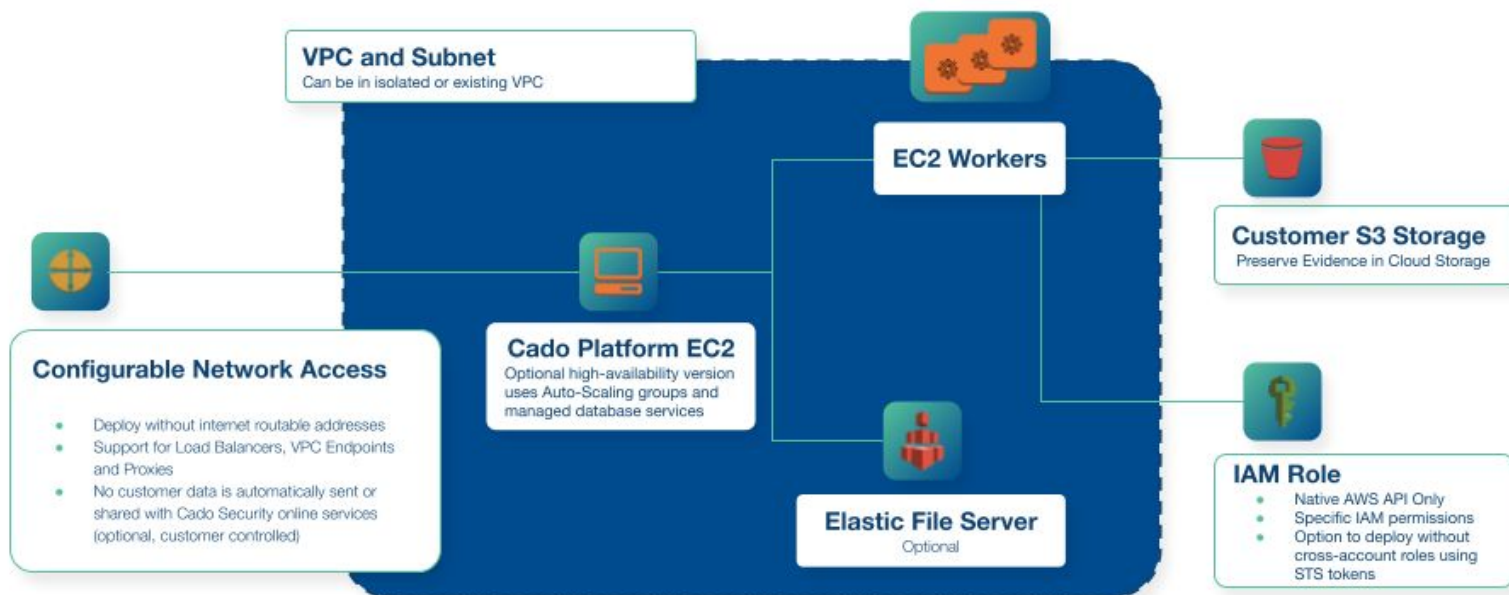 VPC and Subnet
Can be in isolated or existing VPC
EC2 Workers
Customer S3 Storage
Preserve Evidence in Cloud Storage
Configurable Network Access
● Deploy without internet routable addresses
● Support for Load Balancers, VPC Endpoints
and Proxies
● No customer data is automatically sent or
shared with Cado Security online services
(optional, customer controlled)
Cado Platform EC2
Optional high-availability version
uses Auto-Scaling groups and
managed database services
Elastic File Server
Optional
IAM Role
● Native AWS API Only
● Specific IAM permissions
● Option to deploy without
cross-account roles using
STS tokens